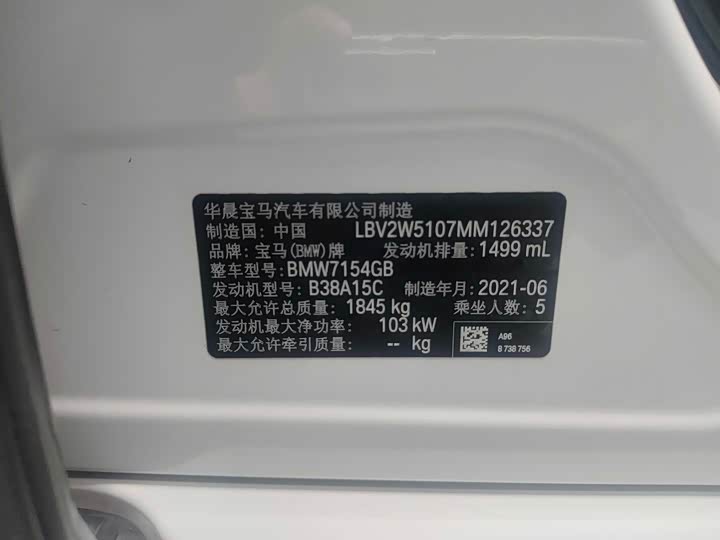 华晨宝马汽车有限公司制造
制造国: 中国 LBV2W5107MM126337
品牌: 宝马(BMW)牌 发动机排量: 1499 mL
整车型号: BMW7154GB
发动机型号: B38A15C 制造年月: 2021-06
最大允许总质量: 1845 kg 乘坐人数: 5
发动机最大净功率: 103 kW
最大允许牵引质量: -- kg
A96
8 738 756